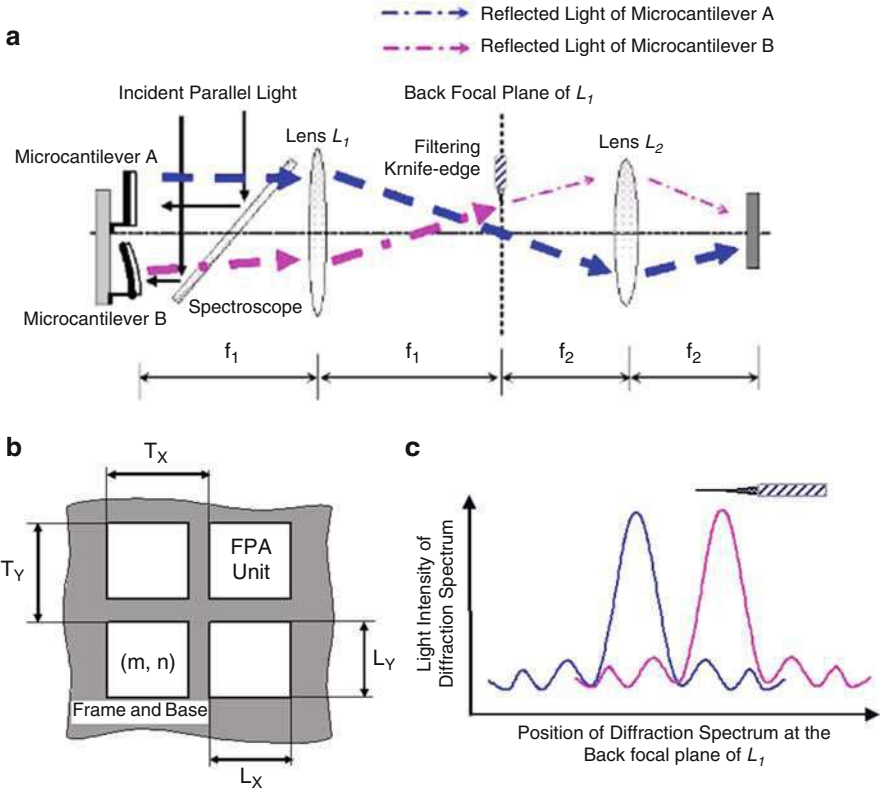 Reflected Light of Microcantilever A
Reflected Light of Microcantilever B
a
Incident Parallel Light
Back Focal Plane of L1
Lens L1
Filtering
Krnife-edge
Lens L2
Microcantilever A
Microcantilever B
Spectroscope
f1
f1
f2
f2
b
TX
TY
FPA
Unit
(m, n)
LY
Frame and Base
LX
c
Light Intensity of
Diffraction Spectrum
Position of Diffraction Spectrum at the
Back focal plane of L1